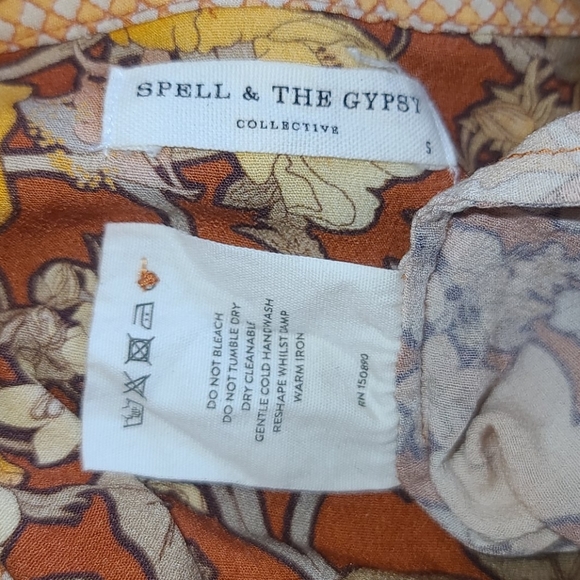 SPELL & THE GYPSY
COLLECTIVE
S
DO NOT BLEACH
DO NOT TUMBLE DRY
DRY CLEANABLE
GENTLE COLD HANDWASH
RESHAPE WHILST DAMP
WARM IRON
RN 150890